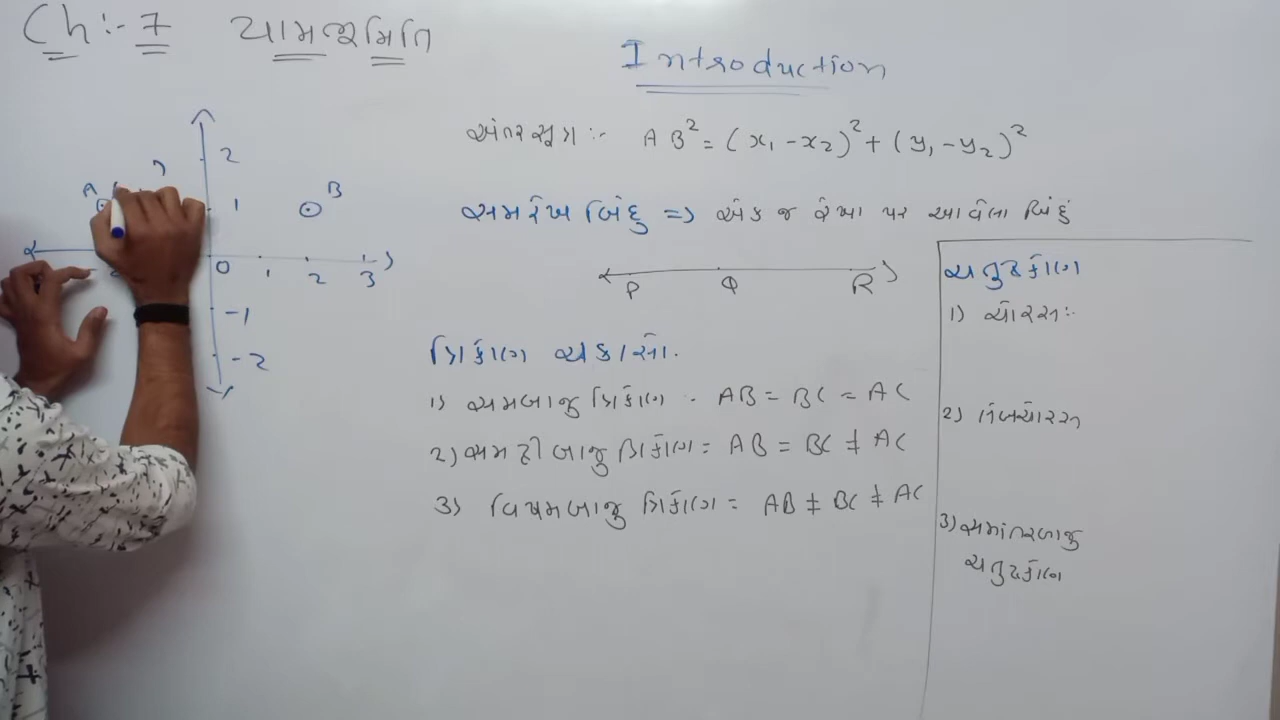 Ch:- 7 યામભૂમિતિ
Introduction
અંતરસૂત્ર :- AB² = (x₁ - x₂)² + (y₁ - y₂)²
સમરેખ બિંદુ => એક જ રેખા પર આવેલા બિંદુ
P Q R
A B
2
1
0 1 2 3
-1
-2
ત્રિકોણ ચકાસો.
1) સમબાજુ ત્રિકોણ - AB = BC = AC
2) સમદ્વીબાજુ ત્રિકોણ = AB = BC ≠ AC
3) વિષમબાજુ ત્રિકોણ = AB ≠ BC ≠ AC
ચતુષ્કોણ
1) ચોરસ :-
2) લંબચોરસ
3) સમાંતરબાજુ
ચતુષ્કોણ